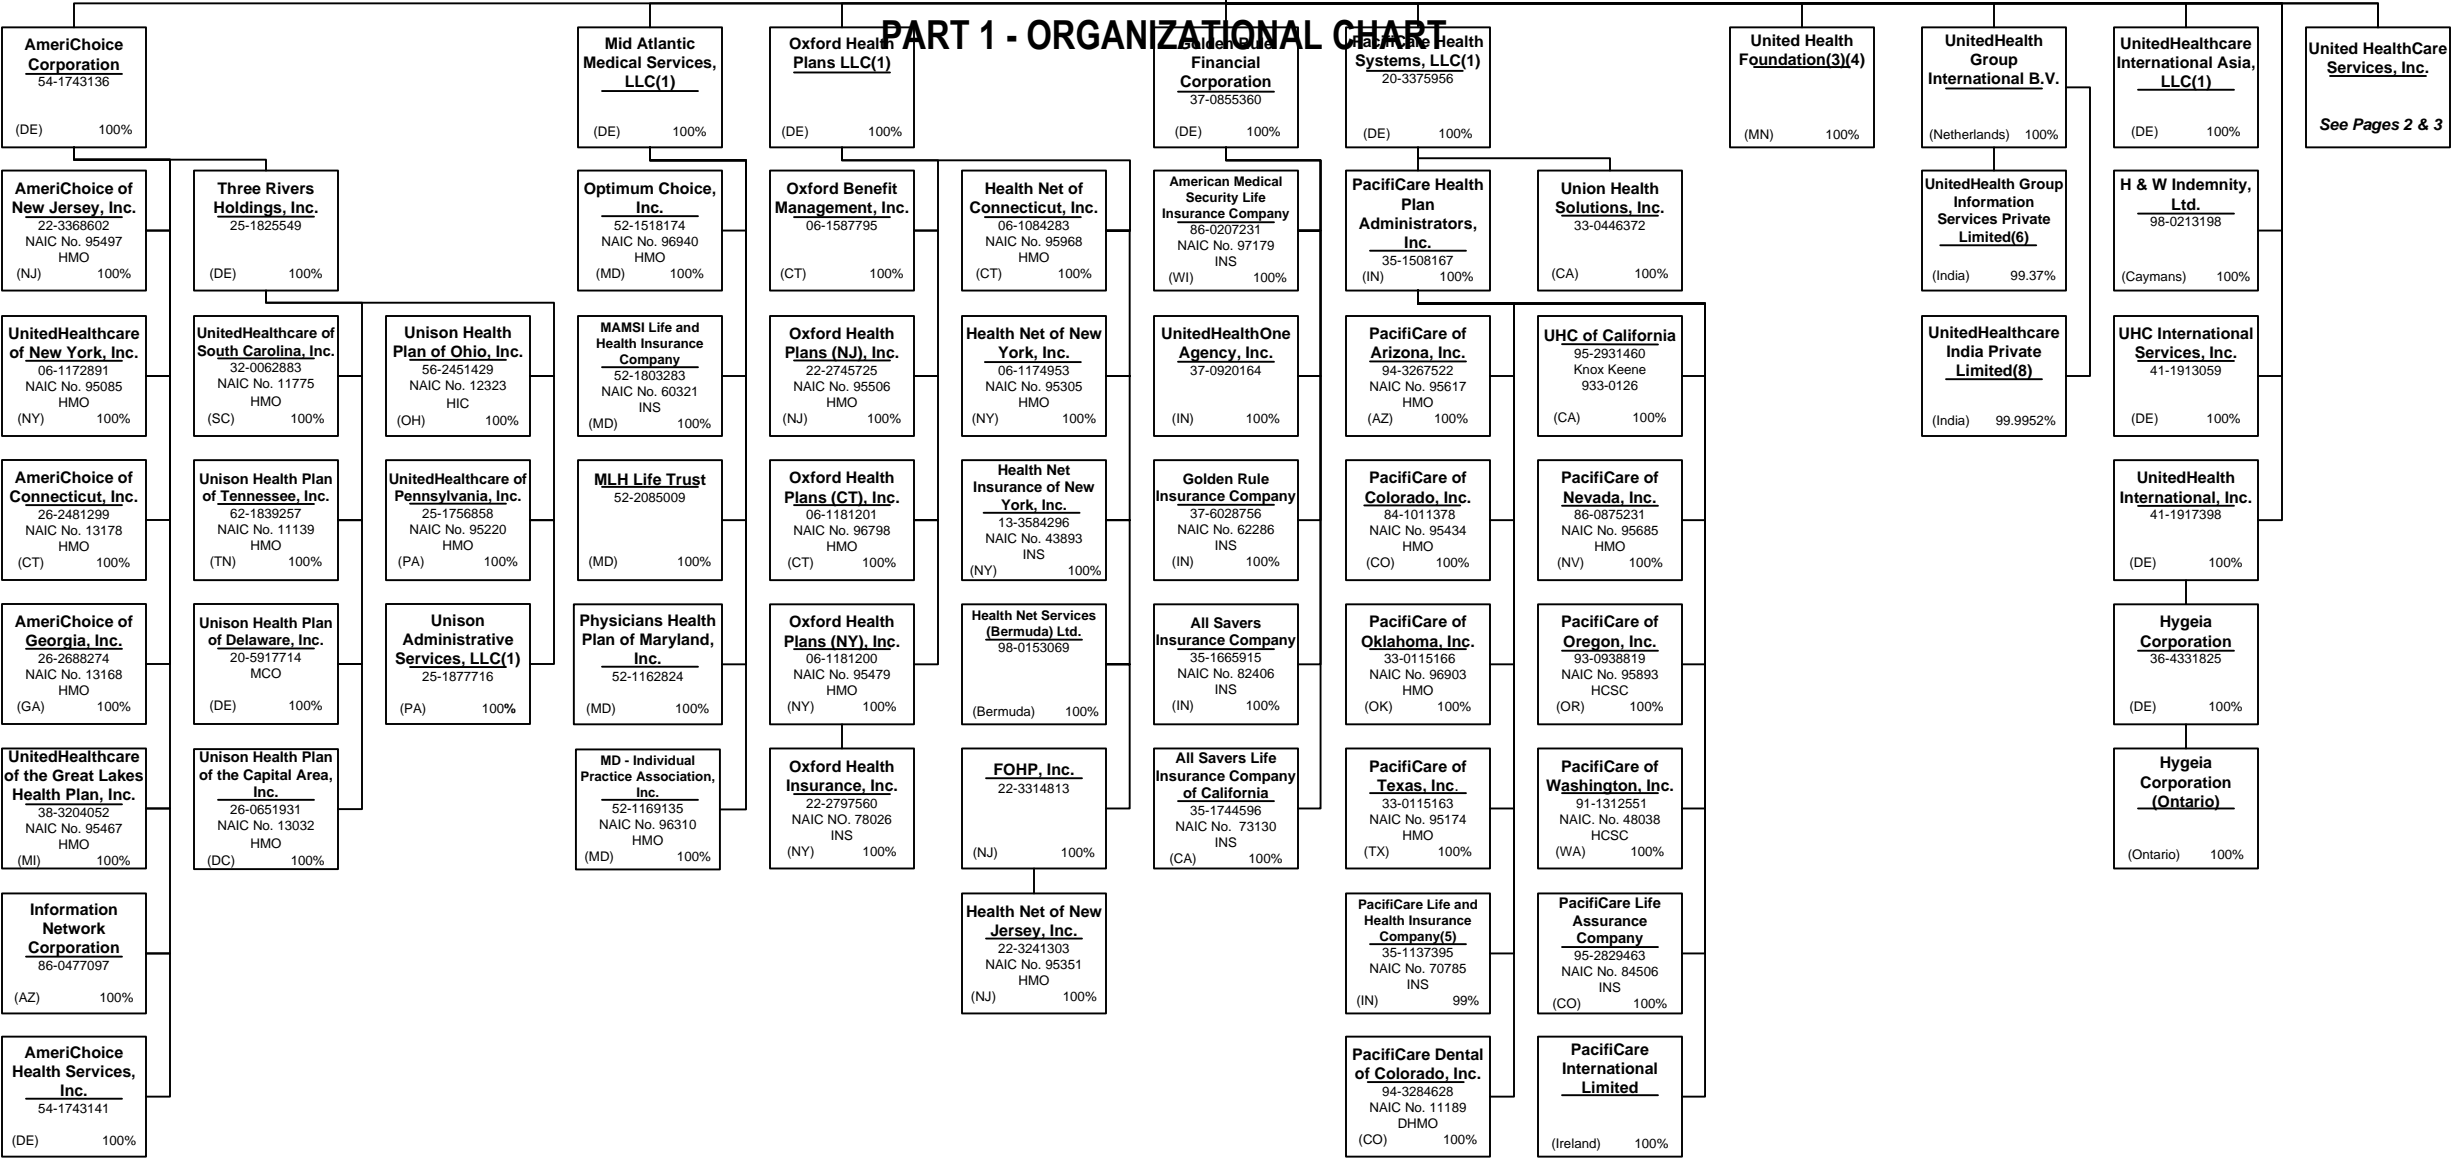 PART 1 - ORGANIZATIONAL CHART
AmeriChoice
Corporation
54-1743136
(DE) 100%
Mid Atlantic
Medical Services,
LLC(1)
(DE) 100%
Oxford Health
Plans LLC(1)
(DE) 100%
Golden Rule
Financial
Corporation
37-0855360
(DE) 100%
PacifiCare Health
Systems, LLC(1)
20-3375956
(DE) 100%
United Health
Foundation(3)(4)
(MN) 100%
UnitedHealth
Group
International B.V.
(Netherlands) 100%
UnitedHealthcare
International Asia,
LLC(1)
(DE) 100%
United HealthCare
Services, Inc.
See Pages 2 & 3
AmeriChoice of
New Jersey, Inc.
22-3368602
NAIC No. 95497
HMO
(NJ) 100%
Three Rivers
Holdings, Inc.
25-1825549
(DE) 100%
Optimum Choice,
Inc.
52-1518174
NAIC No. 96940
HMO
(MD) 100%
Oxford Benefit
Management, Inc.
06-1587795
(CT) 100%
Health Net of
Connecticut, Inc.
06-1084283
NAIC No. 95968
HMO
(CT) 100%
American Medical
Security Life
Insurance Company
86-0207231
NAIC No. 97179
INS
(WI) 100%
PacifiCare Health
Plan
Administrators,
Inc.
35-1508167
(IN) 100%
Union Health
Solutions, Inc.
33-0446372
(CA) 100%
UnitedHealth Group
Information
Services Private
Limited(6)
(India) 99.37%
H & W Indemnity,
Ltd.
98-0213198
(Caymans) 100%
UnitedHealthcare
of New York, Inc.
06-1172891
NAIC No. 95085
HMO
(NY) 100%
UnitedHealthcare of
South Carolina, Inc.
32-0062883
NAIC No. 11775
HMO
(SC) 100%
Unison Health
Plan of Ohio, Inc.
56-2451429
NAIC No. 12323
HIC
(OH) 100%
MAMSI Life and
Health Insurance
Company
52-1803283
NAIC No. 60321
INS
(MD) 100%
Oxford Health
Plans (NJ), Inc.
22-2745725
NAIC No. 95506
HMO
(NJ) 100%
Health Net of New
York, Inc.
06-1174953
NAIC No. 95305
HMO
(NY) 100%
UnitedHealthOne
Agency, Inc.
37-0920164
(IN) 100%
PacifiCare of
Arizona, Inc.
94-3267522
NAIC No. 95617
HMO
(AZ) 100%
UHC of California
95-2931460
Knox Keene
933-0126
(CA) 100%
UnitedHealthcare
India Private
Limited(8)
(India) 99.9952%
UHC International
Services, Inc.
41-1913059
(DE) 100%
AmeriChoice of
Connecticut, Inc.
26-2481299
NAIC No. 13178
HMO
(CT) 100%
Unison Health Plan
of Tennessee, Inc.
62-1839257
NAIC No. 11139
HMO
(TN) 100%
UnitedHealthcare of
Pennsylvania, Inc.
25-1756858
NAIC No. 95220
HMO
(PA) 100%
MLH Life Trust
52-2085009
(MD) 100%
Oxford Health
Plans (CT), Inc.
06-1181201
NAIC No. 96798
HMO
(CT) 100%
Health Net
Insurance of New
York, Inc.
13-3584296
NAIC No. 43893
INS
(NY) 100%
Golden Rule
Insurance Company
37-6028756
NAIC No. 62286
INS
(IN) 100%
PacifiCare of
Colorado, Inc.
84-1011378
NAIC No. 95434
HMO
(CO) 100%
PacifiCare of
Nevada, Inc.
86-0875231
NAIC No. 95685
HMO
(NV) 100%
UnitedHealth
International, Inc.
41-1917398
(DE) 100%
AmeriChoice of
Georgia, Inc.
26-2688274
NAIC No. 13168
HMO
(GA) 100%
Unison Health Plan
of Delaware, Inc.
20-5917714
MCO
(DE) 100%
Unison
Administrative
Services, LLC(1)
25-1877716
(PA) 100%
Physicians Health
Plan of Maryland,
Inc.
52-1162824
(MD) 100%
Oxford Health
Plans (NY), Inc.
06-1181200
NAIC No. 95479
HMO
(NY) 100%
Health Net Services
(Bermuda) Ltd.
98-0153069
(Bermuda) 100%
All Savers
Insurance Company
35-1665915
NAIC No. 82406
INS
(IN) 100%
PacifiCare of
Oklahoma, Inc.
33-0115166
NAIC No. 96903
HMO
(OK) 100%
PacifiCare of
Oregon, Inc.
93-0938819
NAIC No. 95893
HCSC
(OR) 100%
Hygeia
Corporation
36-4331825
(DE) 100%
UnitedHealthcare
of the Great Lakes
Health Plan, Inc.
38-3204052
NAIC No. 95467
HMO
(MI) 100%
Unison Health Plan
of the Capital Area,
Inc.
26-0651931
NAIC No. 13032
HMO
(DC) 100%
MD - Individual
Practice Association,
Inc.
52-1169135
NAIC No. 96310
HMO
(MD) 100%
Oxford Health
Insurance, Inc.
22-2797560
NAIC NO. 78026
INS
(NY) 100%
FOHP, Inc.
22-3314813
(NJ) 100%
All Savers Life
Insurance Company
of California
35-1744596
NAIC No. 73130
INS
(CA) 100%
PacifiCare of
Texas, Inc.
33-0115163
NAIC No. 95174
HMO
(TX) 100%
PacifiCare of
Washington, Inc.
91-1312551
NAIC. No. 48038
HCSC
(WA) 100%
Hygeia
Corporation
(Ontario)
(Ontario) 100%
Information
Network
Corporation
86-0477097
(AZ) 100%
Health Net of New
Jersey, Inc.
22-3241303
NAIC No. 95351
HMO
(NJ) 100%
PacifiCare Life and
Health Insurance
Company(5)
35-1137395
NAIC No. 70785
INS
(IN) 99%
PacifiCare Life
Assurance
Company
95-2829463
NAIC No. 84506
INS
(CO) 100%
AmeriChoice
Health Services,
Inc.
54-1743141
(DE) 100%
PacifiCare Dental
of Colorado, Inc.
94-3284628
NAIC No. 11189
DHMO
(CO) 100%
PacifiCare
International
Limited
(Ireland) 100%